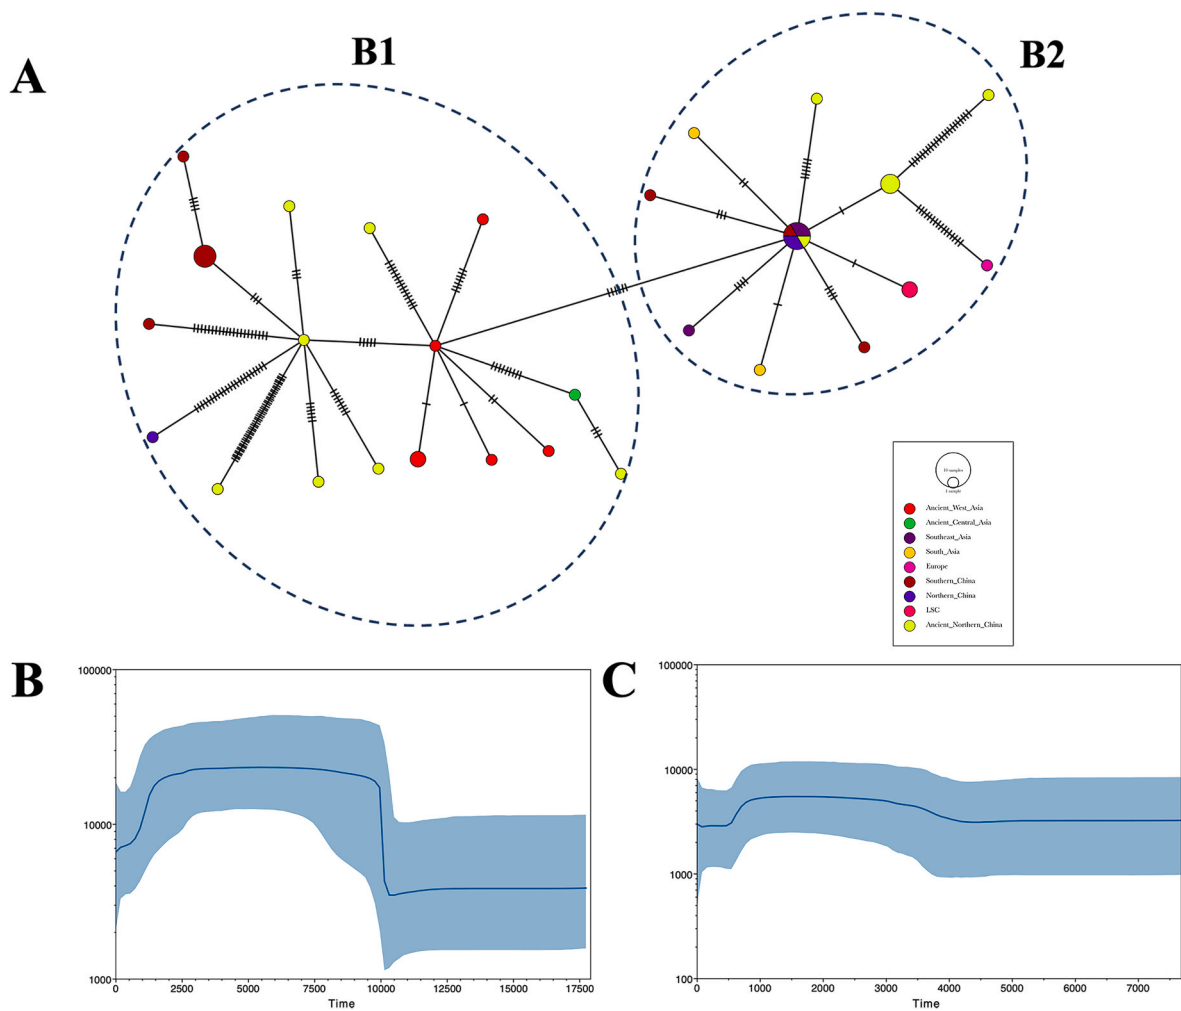 A
B1
B2
10 samples
1 sample
Ancient_West_Asia
Ancient_Central_Asia
Southeast_Asia
South_Asia
Europe
Southern_China
Northern_China
LSC
Ancient_Northern_China
B
100000
10000
1000
0
2500
5000
7500
10000
12500
15000
17500
Time
C
100000
10000
1000
100
0
1000
2000
3000
4000
5000
6000
7000
Time